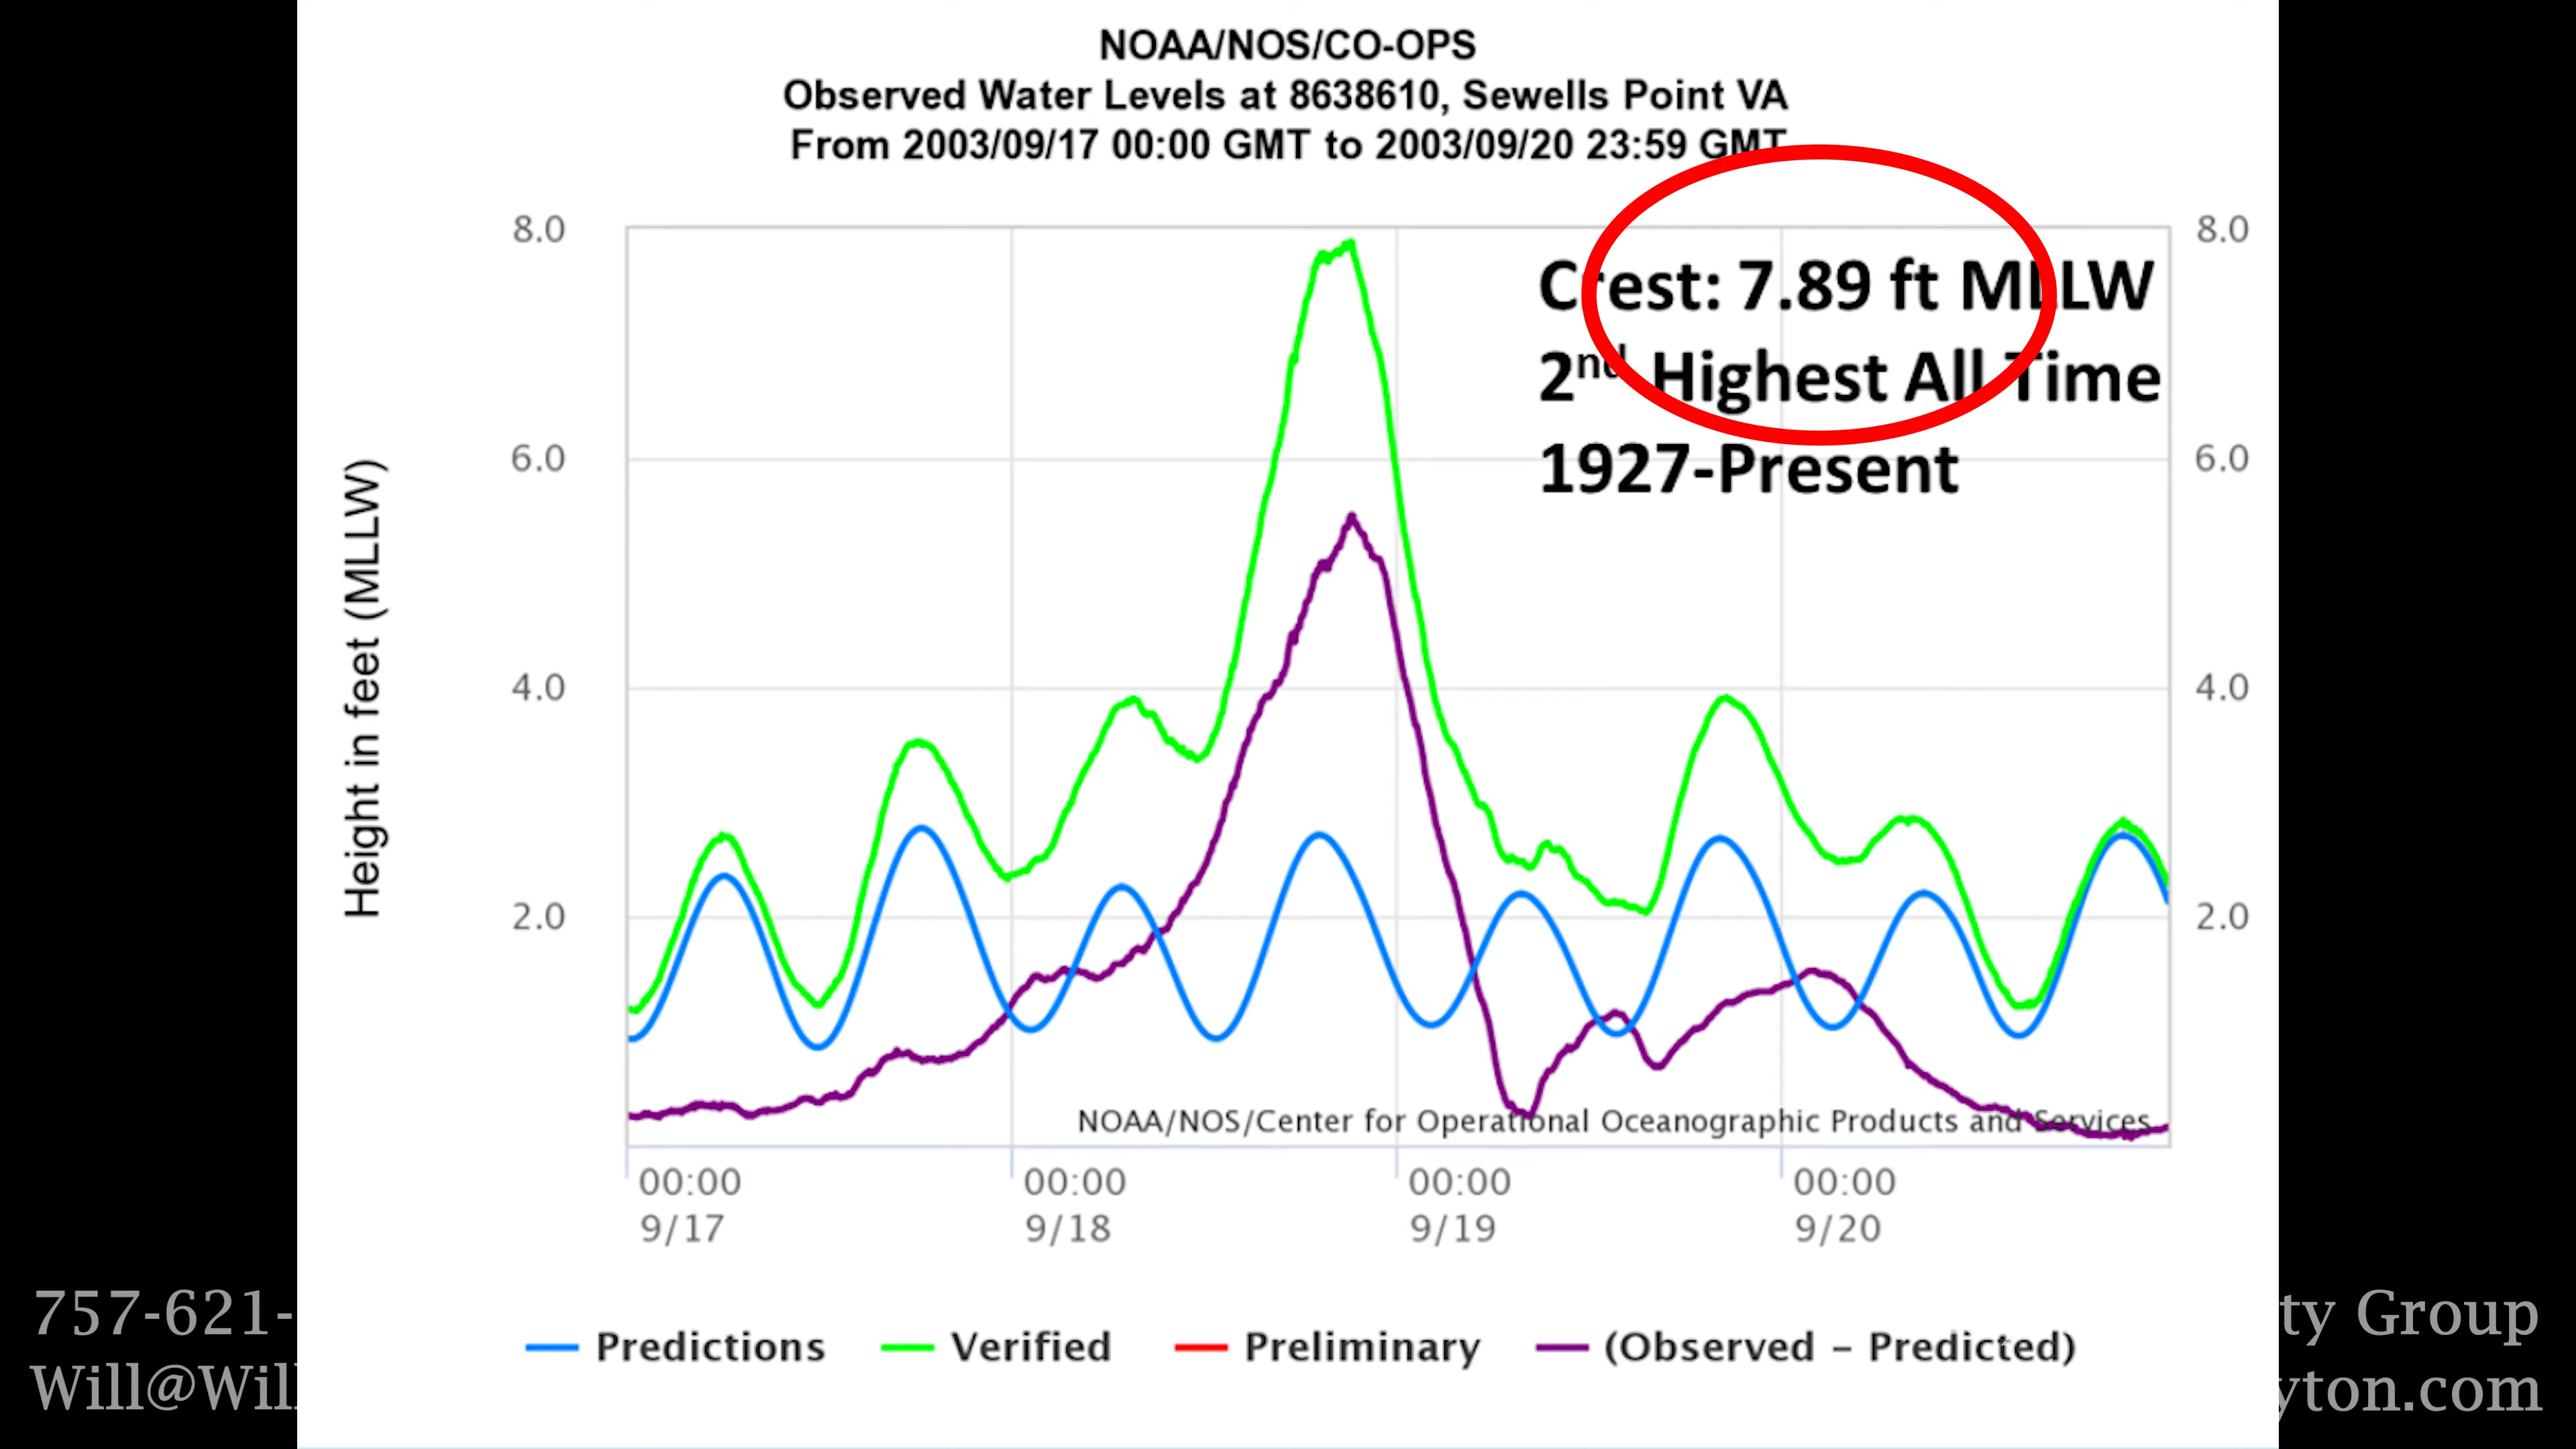 NOAA/NOS/CO-OPS
Observed Water Levels at 8638610, Sewells Point VA
From 2003/09/17 00:00 GMT to 2003/09/20 23:59 GMT
Crest: 7.89 ft MLLW
2nd Highest All Time
1927-Present
8.0
8.0
6.0
6.0
4.0
4.0
2.0
2.0
Height in feet (MLLW)
NOAA/NOS/Center for Operational Oceanographic Products and Services
00:00
9/17
00:00
9/18
00:00
9/19
00:00
9/20
Predictions
Verified
Preliminary
(Observed - Predicted)
757-621-
ty Group
Will@Wil
yton.com